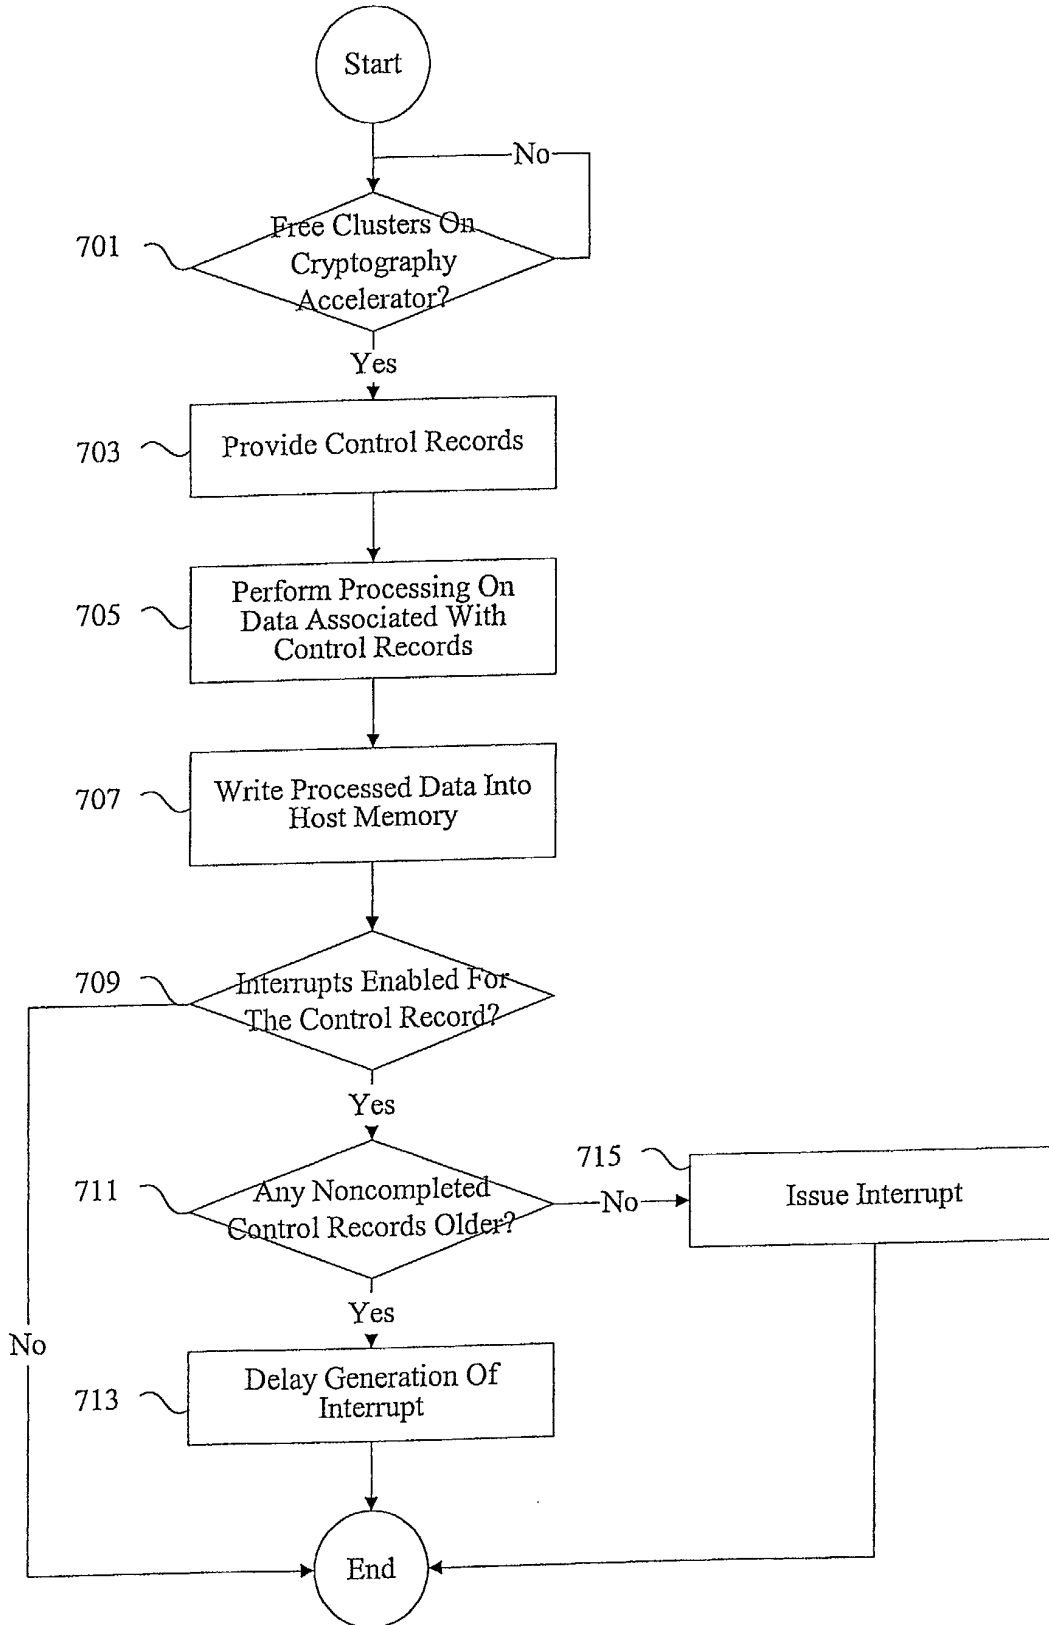 Start
No
701
Free Clusters On
Cryptography
Accelerator?
Yes
703
Provide Control Records
705
Perform Processing On
Data Associated With
Control Records
707
Write Processed Data Into
Host Memory
709
Interrupts Enabled For
The Control Record?
Yes
711
Any Noncompleted
Control Records Older?
No
715
Issue Interrupt
Yes
No
713
Delay Generation Of
Interrupt
End